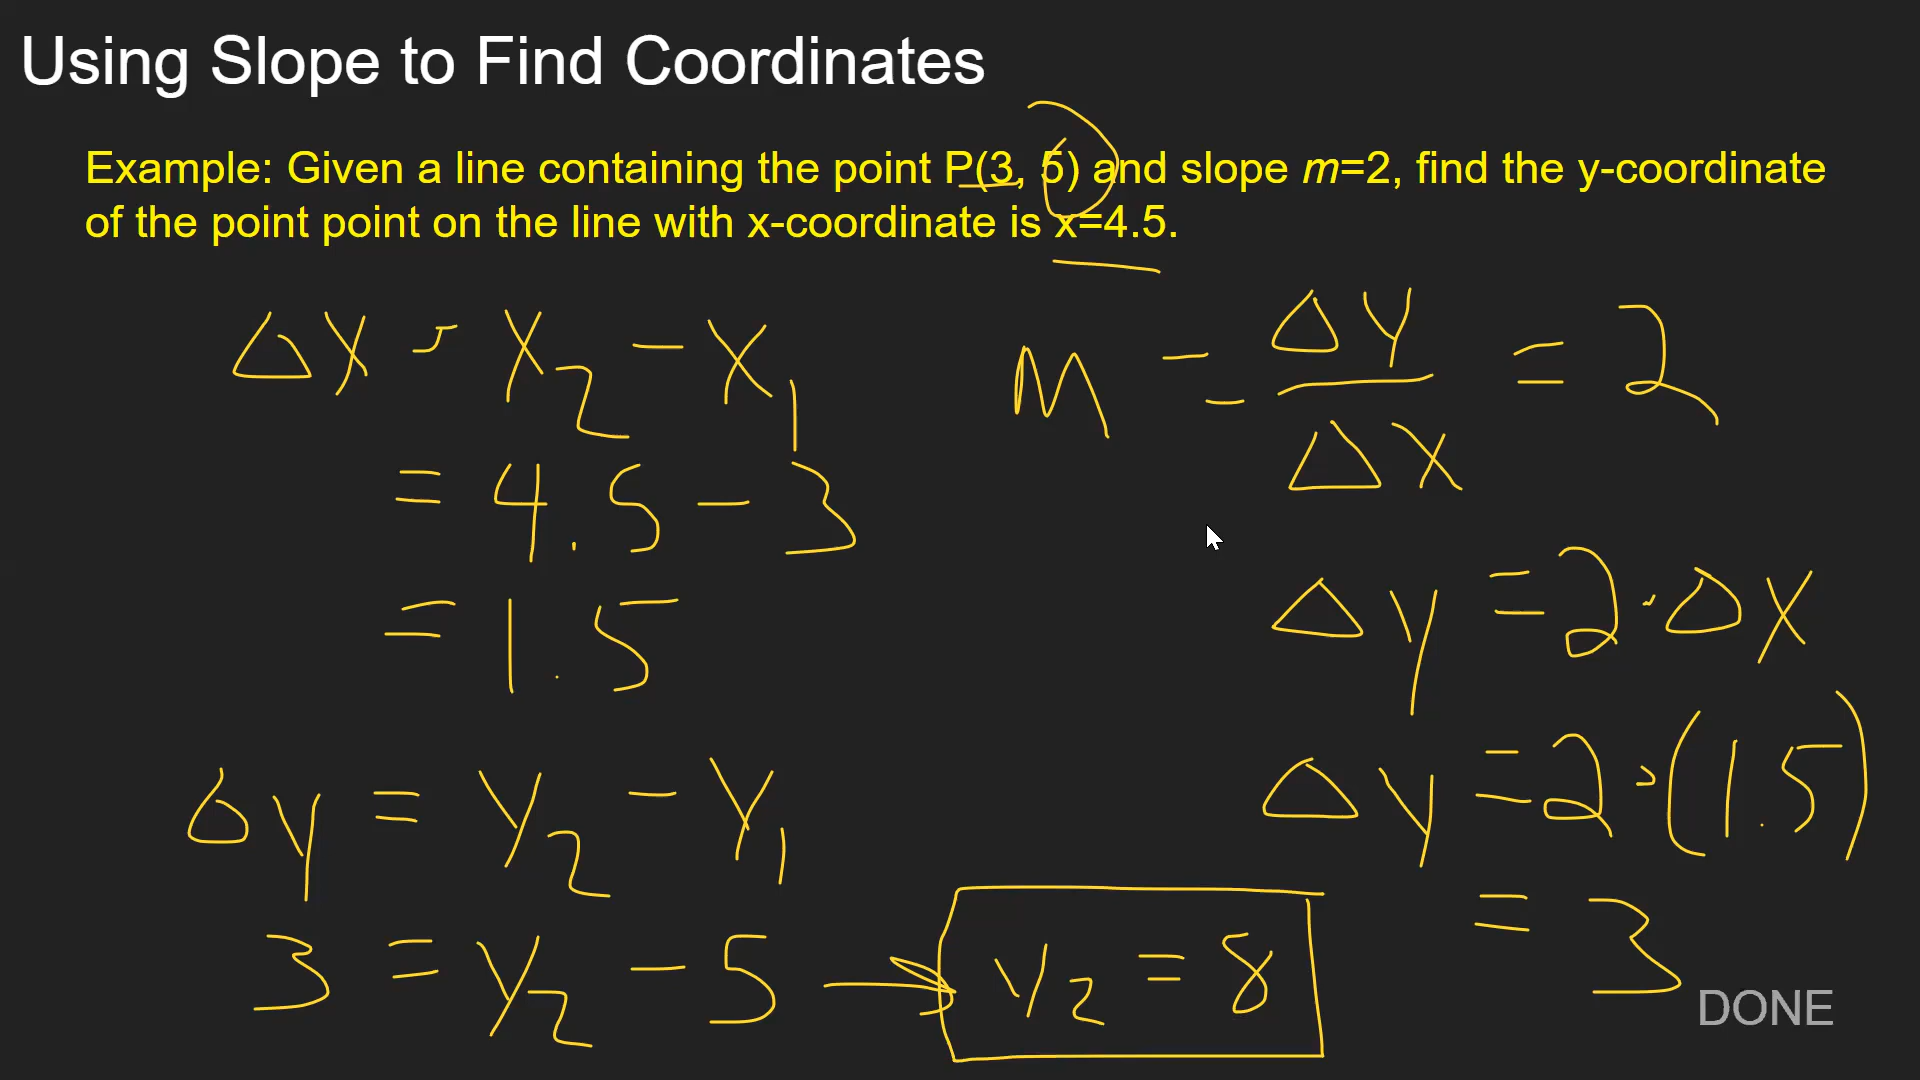 Using Slope to Find Coordinates
Example: Given a line containing the point P(3, 5) and slope m=2, find the y-coordinate
of the point point on the line with x-coordinate is x=4.5.
Δx = x₂ − x₁
= 4.5 − 3
= 1.5
Δy = y₂ − y₁
3 = y₂ − 5 → y₂ = 8
m = Δy/Δx = 2
Δy = 2 · Δx
Δy = 2 · (1.5)
= 3
DONE